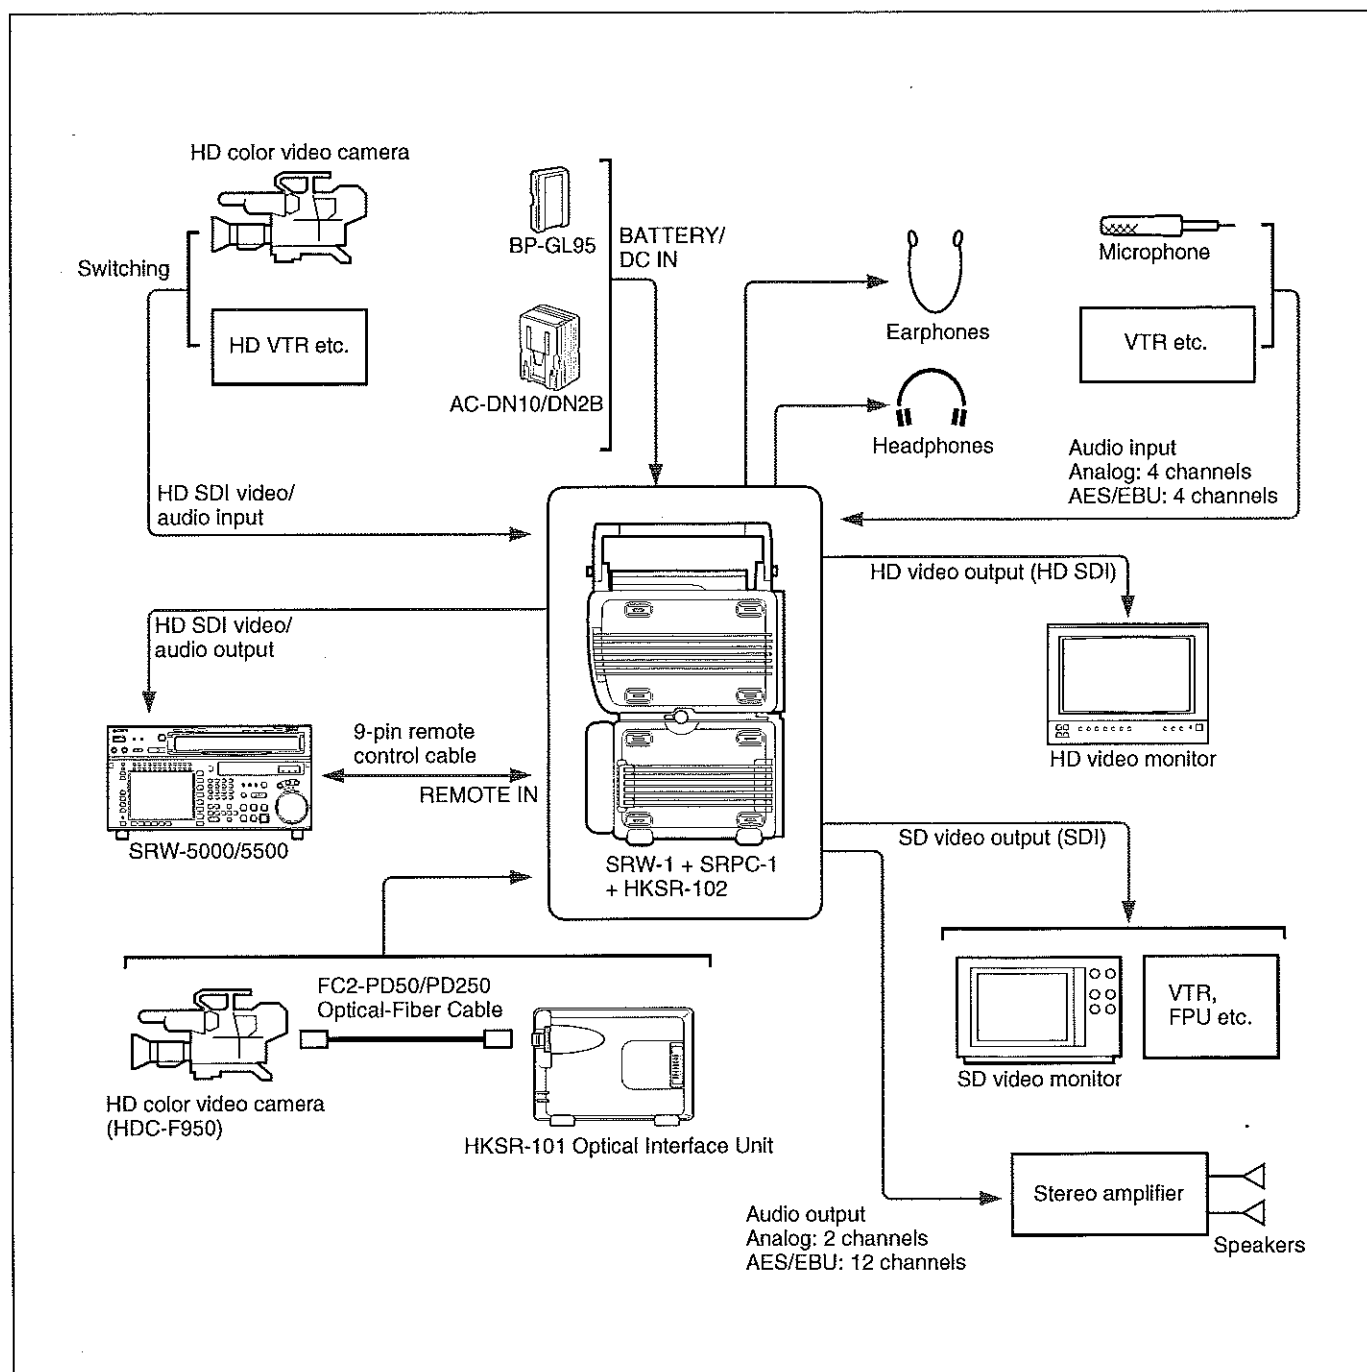 HD color video camera
Switching
HD VTR etc.
HD SDI video/
audio input
BP-GL95
BATTERY/
DC IN
AC-DN10/DN2B
Earphones
Headphones
Microphone
VTR etc.
Audio input
Analog: 4 channels
AES/EBU: 4 channels
HD video output (HD SDI)
HD video monitor
HD SDI video/
audio output
9-pin remote
control cable
REMOTE IN
SRW-5000/5500
SRW-1 + SRPC-1
+ HKSR-102
SD video output (SDI)
SD video monitor
VTR,
FPU etc.
FC2-PD50/PD250
Optical-Fiber Cable
HD color video camera
(HDC-F950)
HKSR-101 Optical Interface Unit
Audio output
Analog: 2 channels
AES/EBU: 12 channels
Stereo amplifier
Speakers